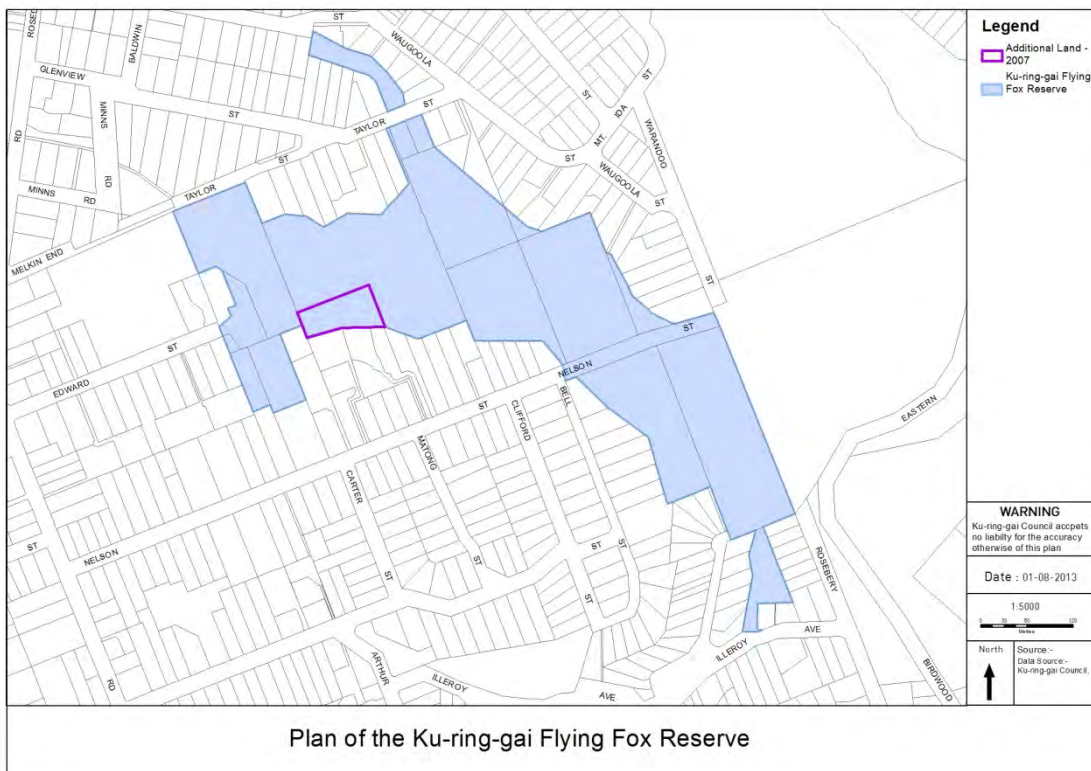 ROSED
BALDWIN
ST
GLENVIEW
MINNS
RD
ST
WAUGOOLA
ST
MT. IDA
ST
WARANDOO
TAYLOR
ST
RD
MINNS
RD
TAYLOR
ST
ST
WAUGOOLA
ST
MELKIN END
ST
EDWARD
ST
ST
NELSON
BELL
EASTERN
ST
CLIFFORD
MATONG
CARTER
ST
NELSON
ST
ST
ST
ST
ST
ROSEBERY
RD
ARTHUR
ILLEROY
AVE
ILLEROY
AVE
BIRDWOOD
Legend
Additional Land -
2007
Ku-ring-gai Flying
Fox Reserve
WARNING
Ku-ring-gai Council accpets
no liabilty for the accuracy
otherwise of this plan
Date : 01-08-2013
1:5000
Metres
North
Source:-
Data Source:-
Ku-ring-gai Council.
Plan of the Ku-ring-gai Flying Fox Reserve